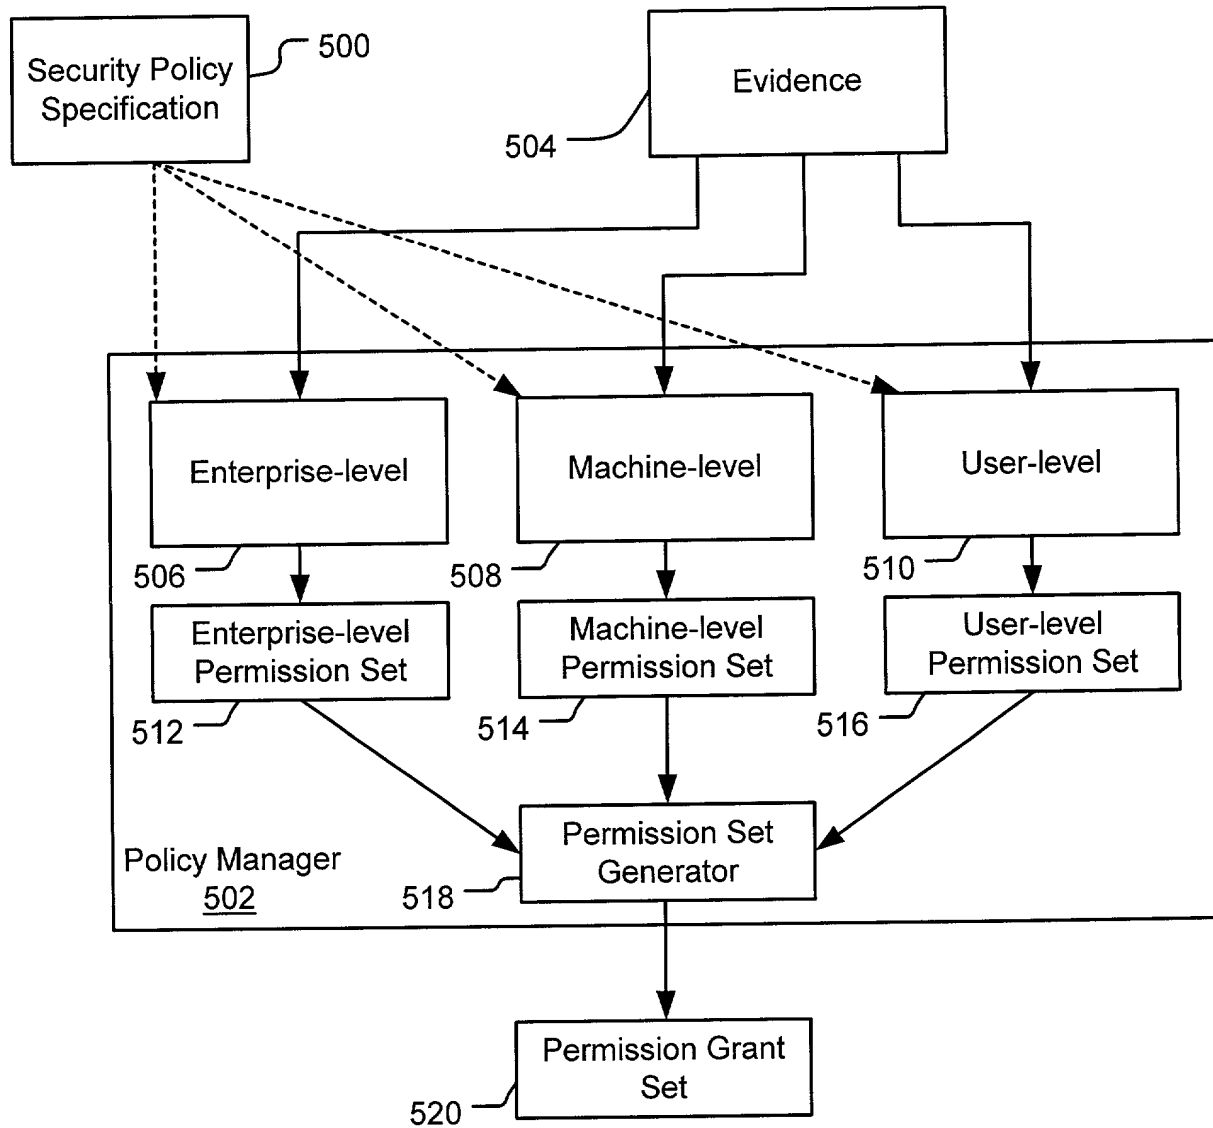 Security Policy
Specification
500
Evidence
504
Enterprise-level
Machine-level
User-level
506
508
510
Enterprise-level
Permission Set
Machine-level
Permission Set
User-level
Permission Set
512
514
516
Permission Set
Generator
Policy Manager
502
518
Permission Grant
Set
520